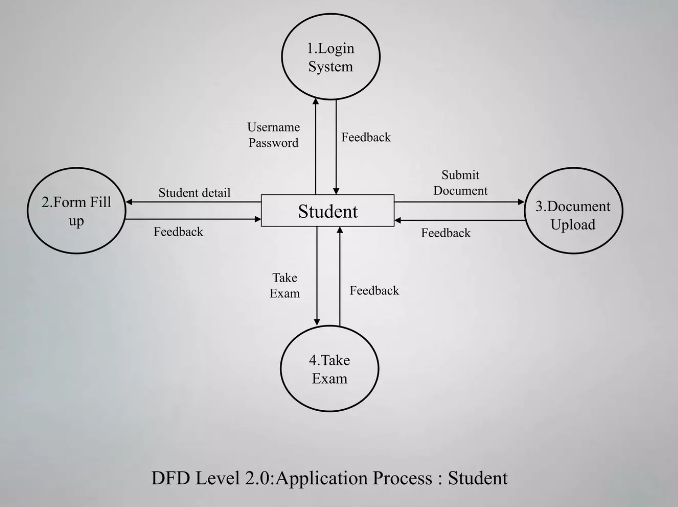 1.Login
System
Username
Password
Feedback
2.Form Fill
up
Student detail
Feedback
Student
Submit
Document
Feedback
3.Document
Upload
Take
Exam
Feedback
4.Take
Exam
DFD Level 2.0:Application Process : Student